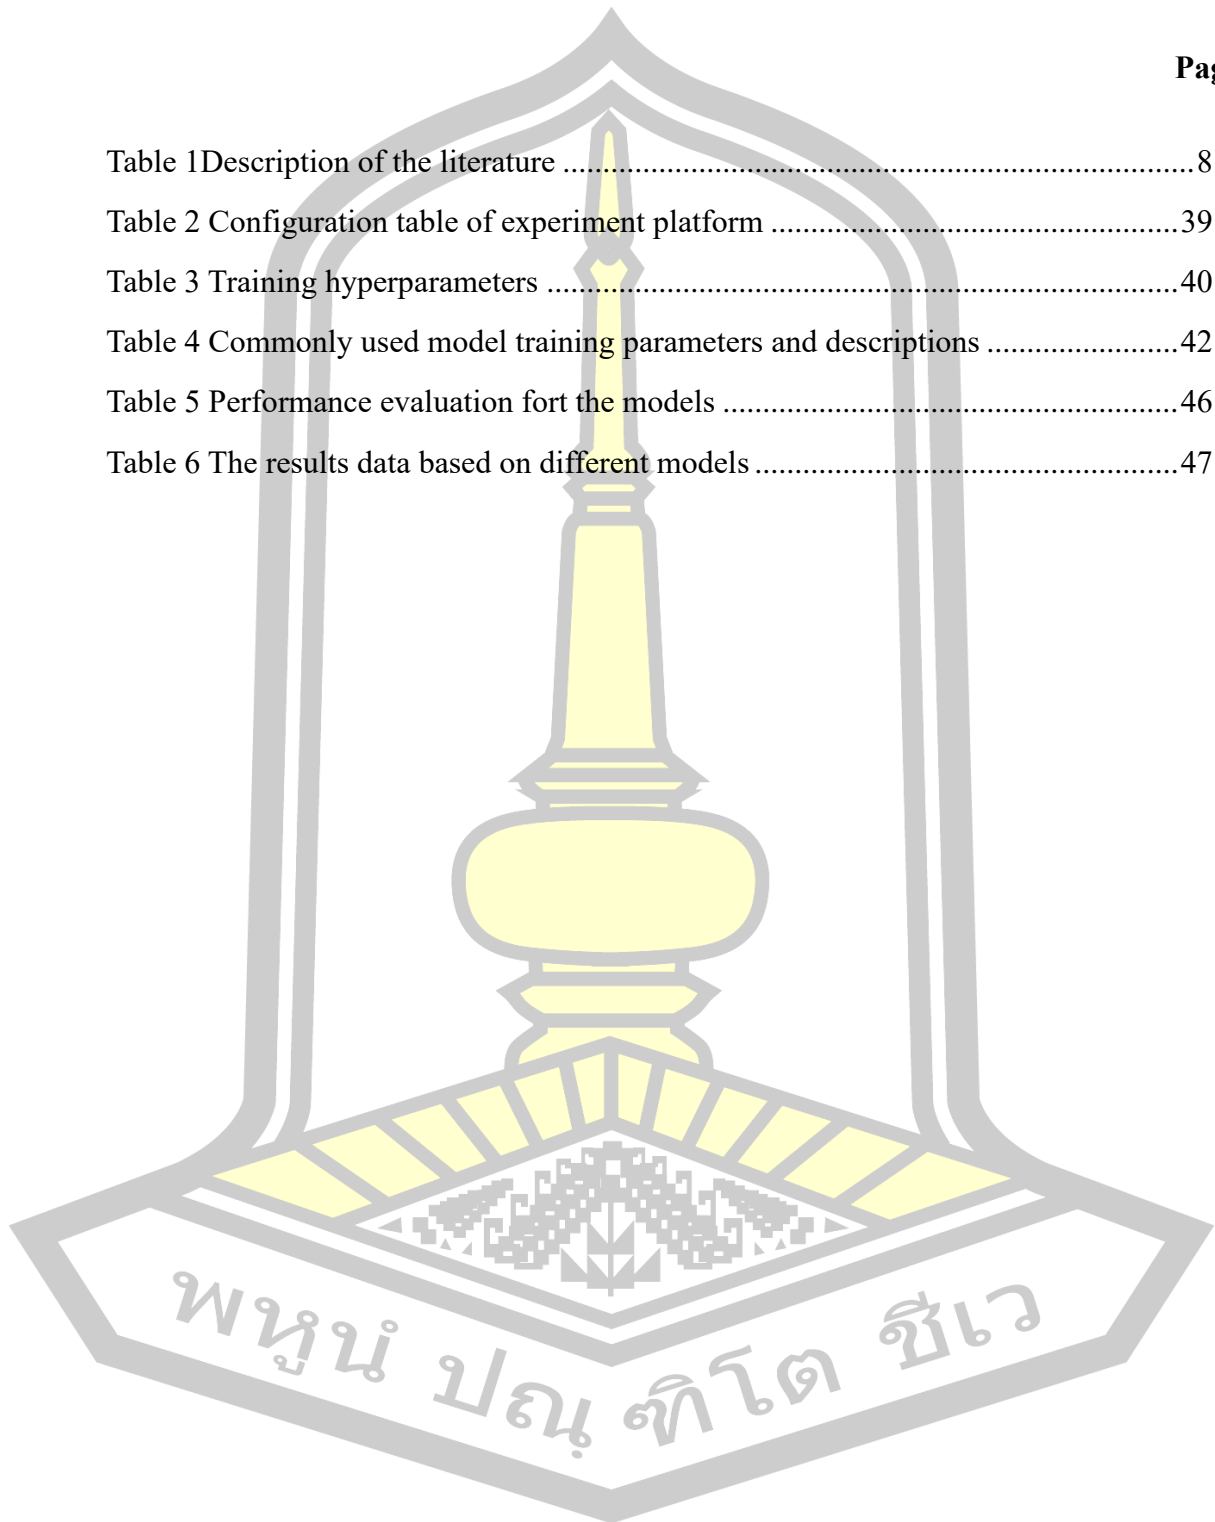 Pag
Table 1Description of the literature ................................................................................8
Table 2 Configuration table of experiment platform ....................................................39
Table 3 Training hyperparameters .................................................................................40
Table 4 Commonly used model training parameters and descriptions ........................42
Table 5 Performance evaluation fort the models ..........................................................46
Table 6 The results data based on different models ......................................................47
พหูนํ ปณฺ ฑิโต ชีเว